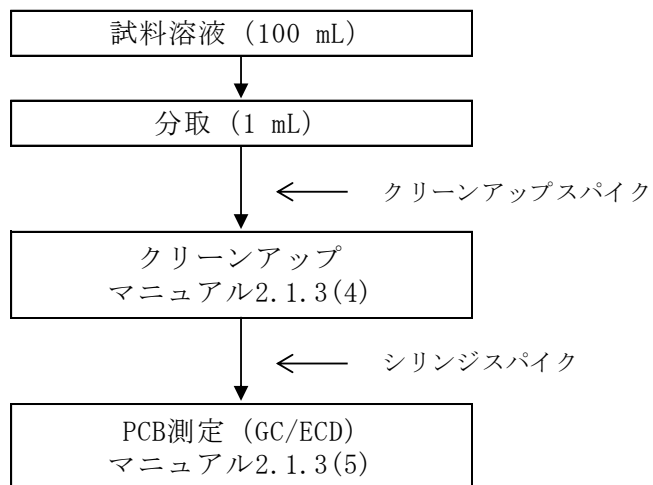 試料溶液 (100 mL)
分取 (1 mL)
クリーンアップスパイク
クリーンアップ
マニュアル2.1.3(4)
シリンジスパイク
PCB測定 (GC/ECD)
マニュアル2.1.3(5)